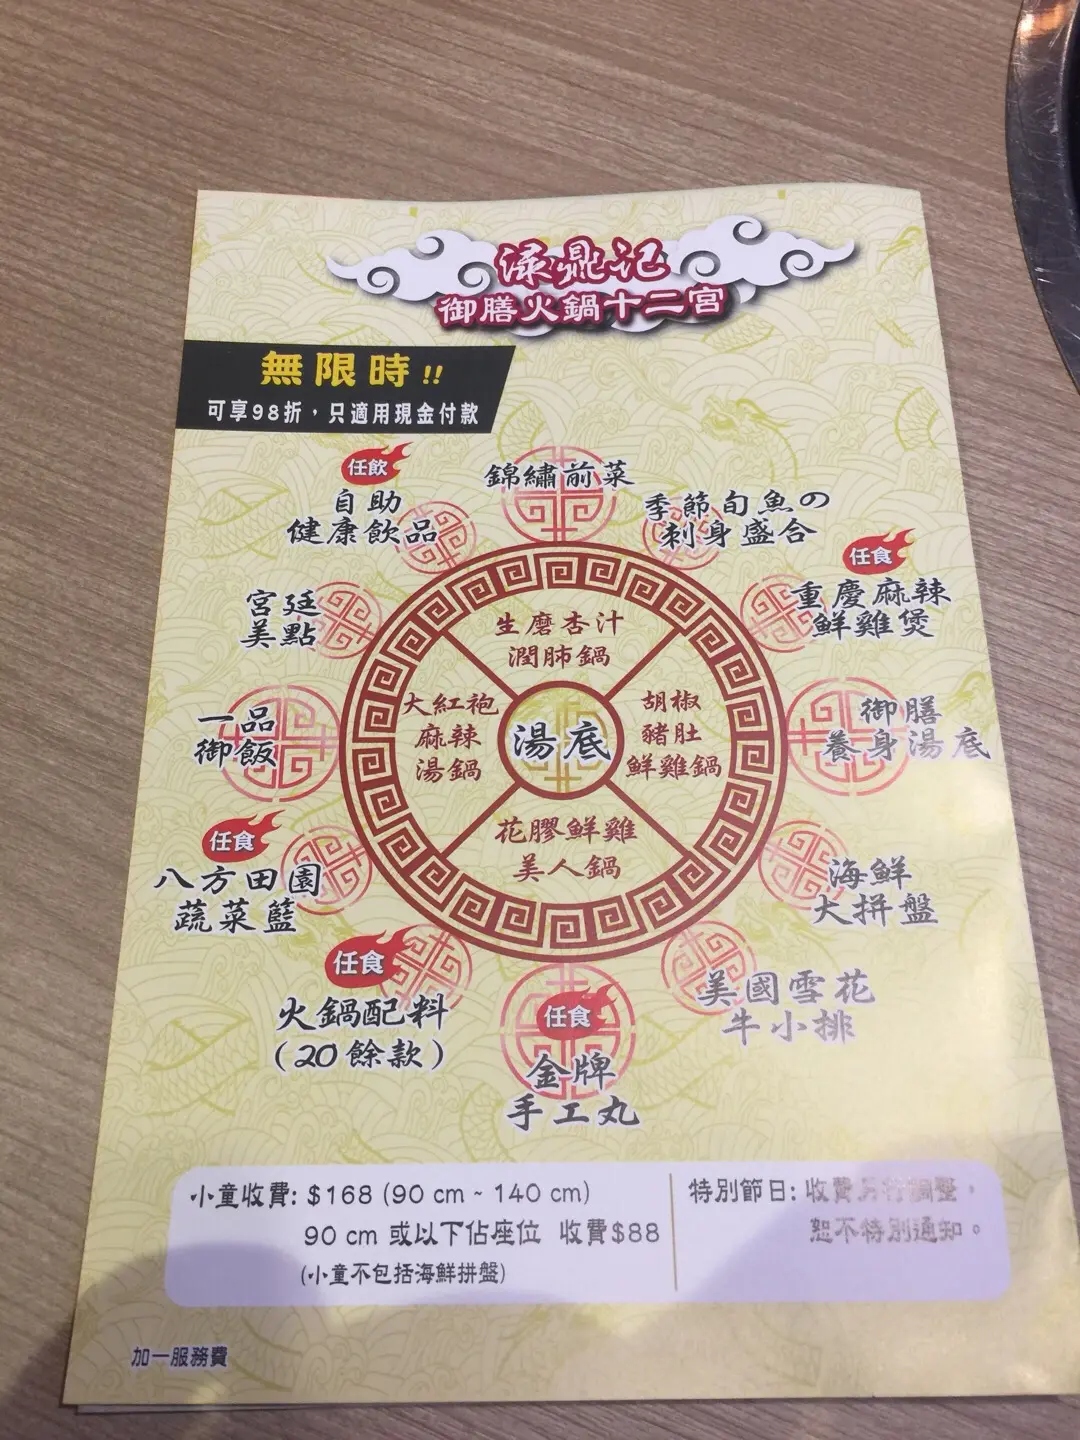 渌鼎记
御膳火鍋十二宮
無限時!!
可享98折，只適用現金付款
錦繡前菜
季節旬魚の
刺身盛合
任食
重慶麻辣
鮮雞煲
御膳
養身湯底
海鮮
大拼盤
美國雪花
牛小排
任食
金牌
手工丸
任食
火鍋配料
(20餘款)
任食
八方田園
蔬菜籃
一品
御飯
宮廷
美點
任飲
自助
健康飲品
湯底
生磨杏汁
潤肺鍋
胡椒
豬肚
鮮雞鍋
花膠鮮雞
美人鍋
大紅袍
麻辣
湯鍋
小童收費: $168 (90 cm ~ 140 cm)
90 cm 或以下佔座位 收費$88
(小童不包括海鮮拼盤)
特別節日: 收費另行調整，
恕不特別通知。
加一服務費